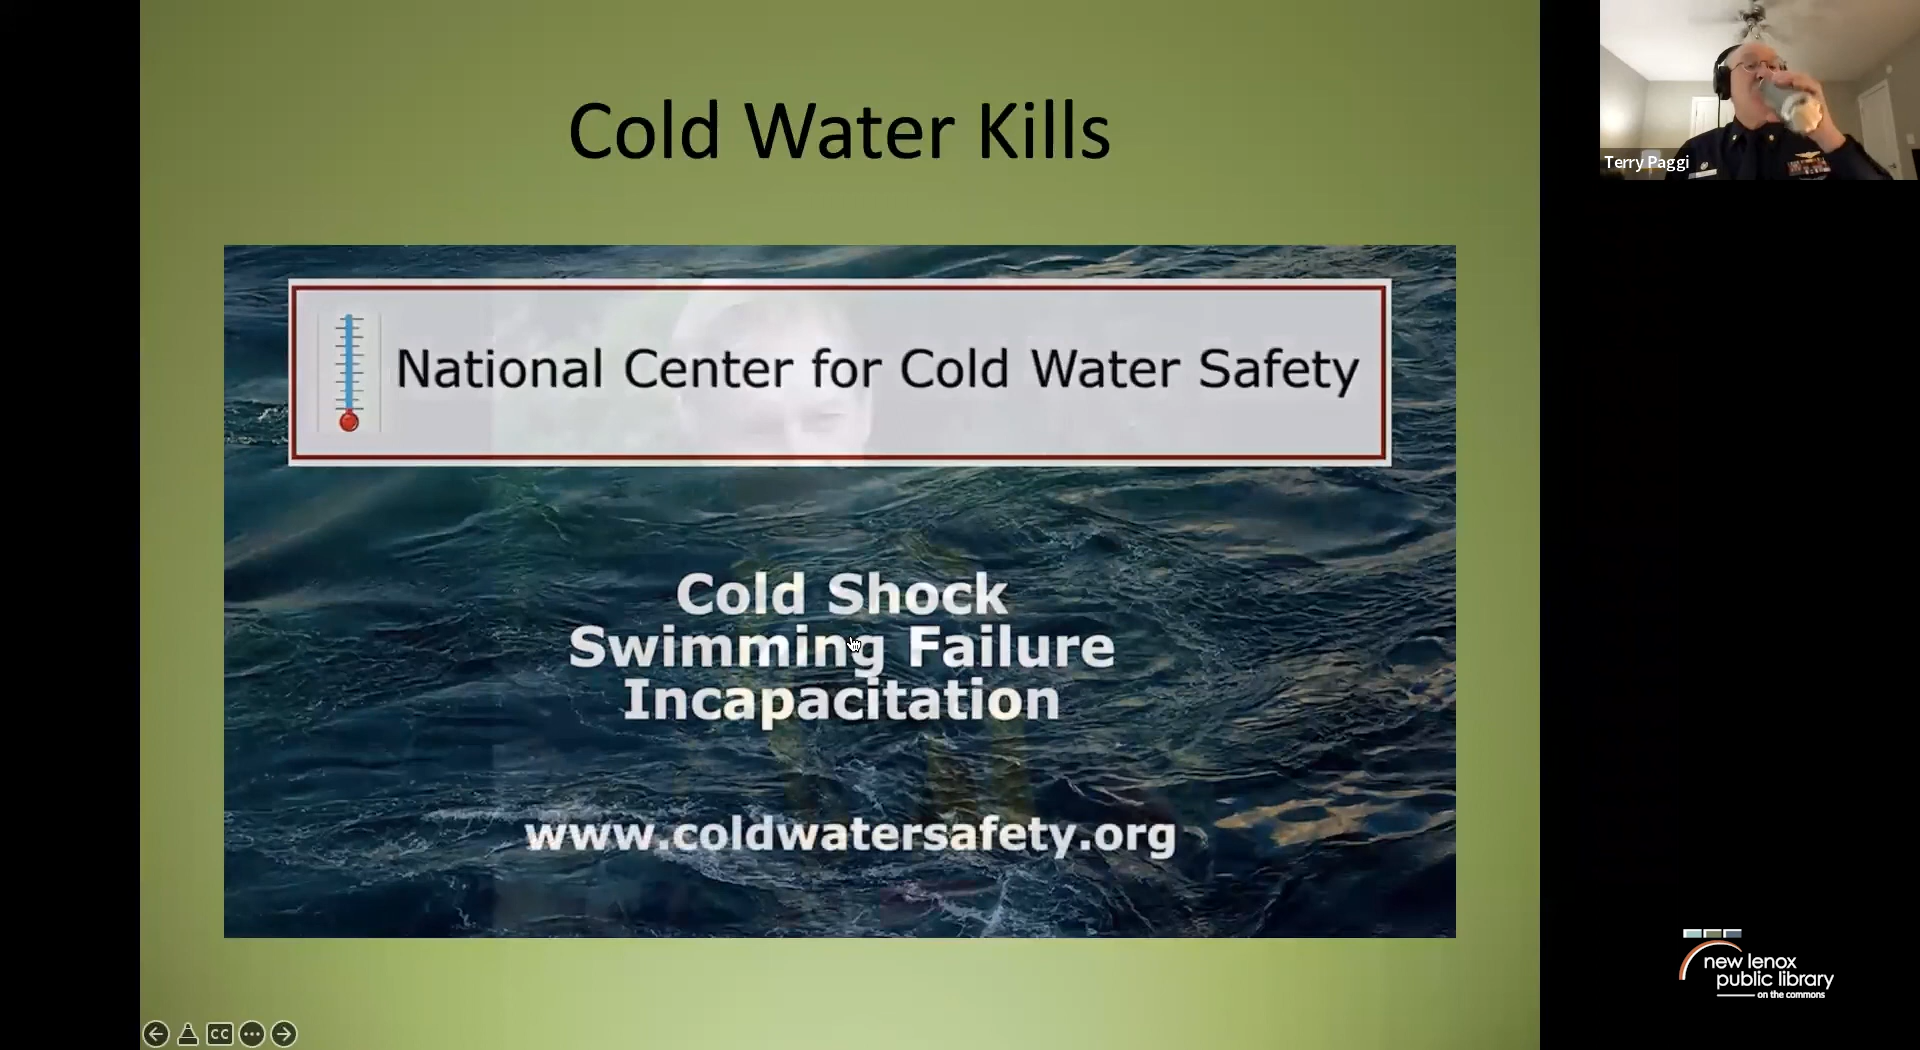 Cold Water Kills
National Center for Cold Water Safety
Cold Shock
Swimming Failure
Incapacitation
www.coldwatersafety.org
Terry Paggi
new lenox
public library
on the commons
CC